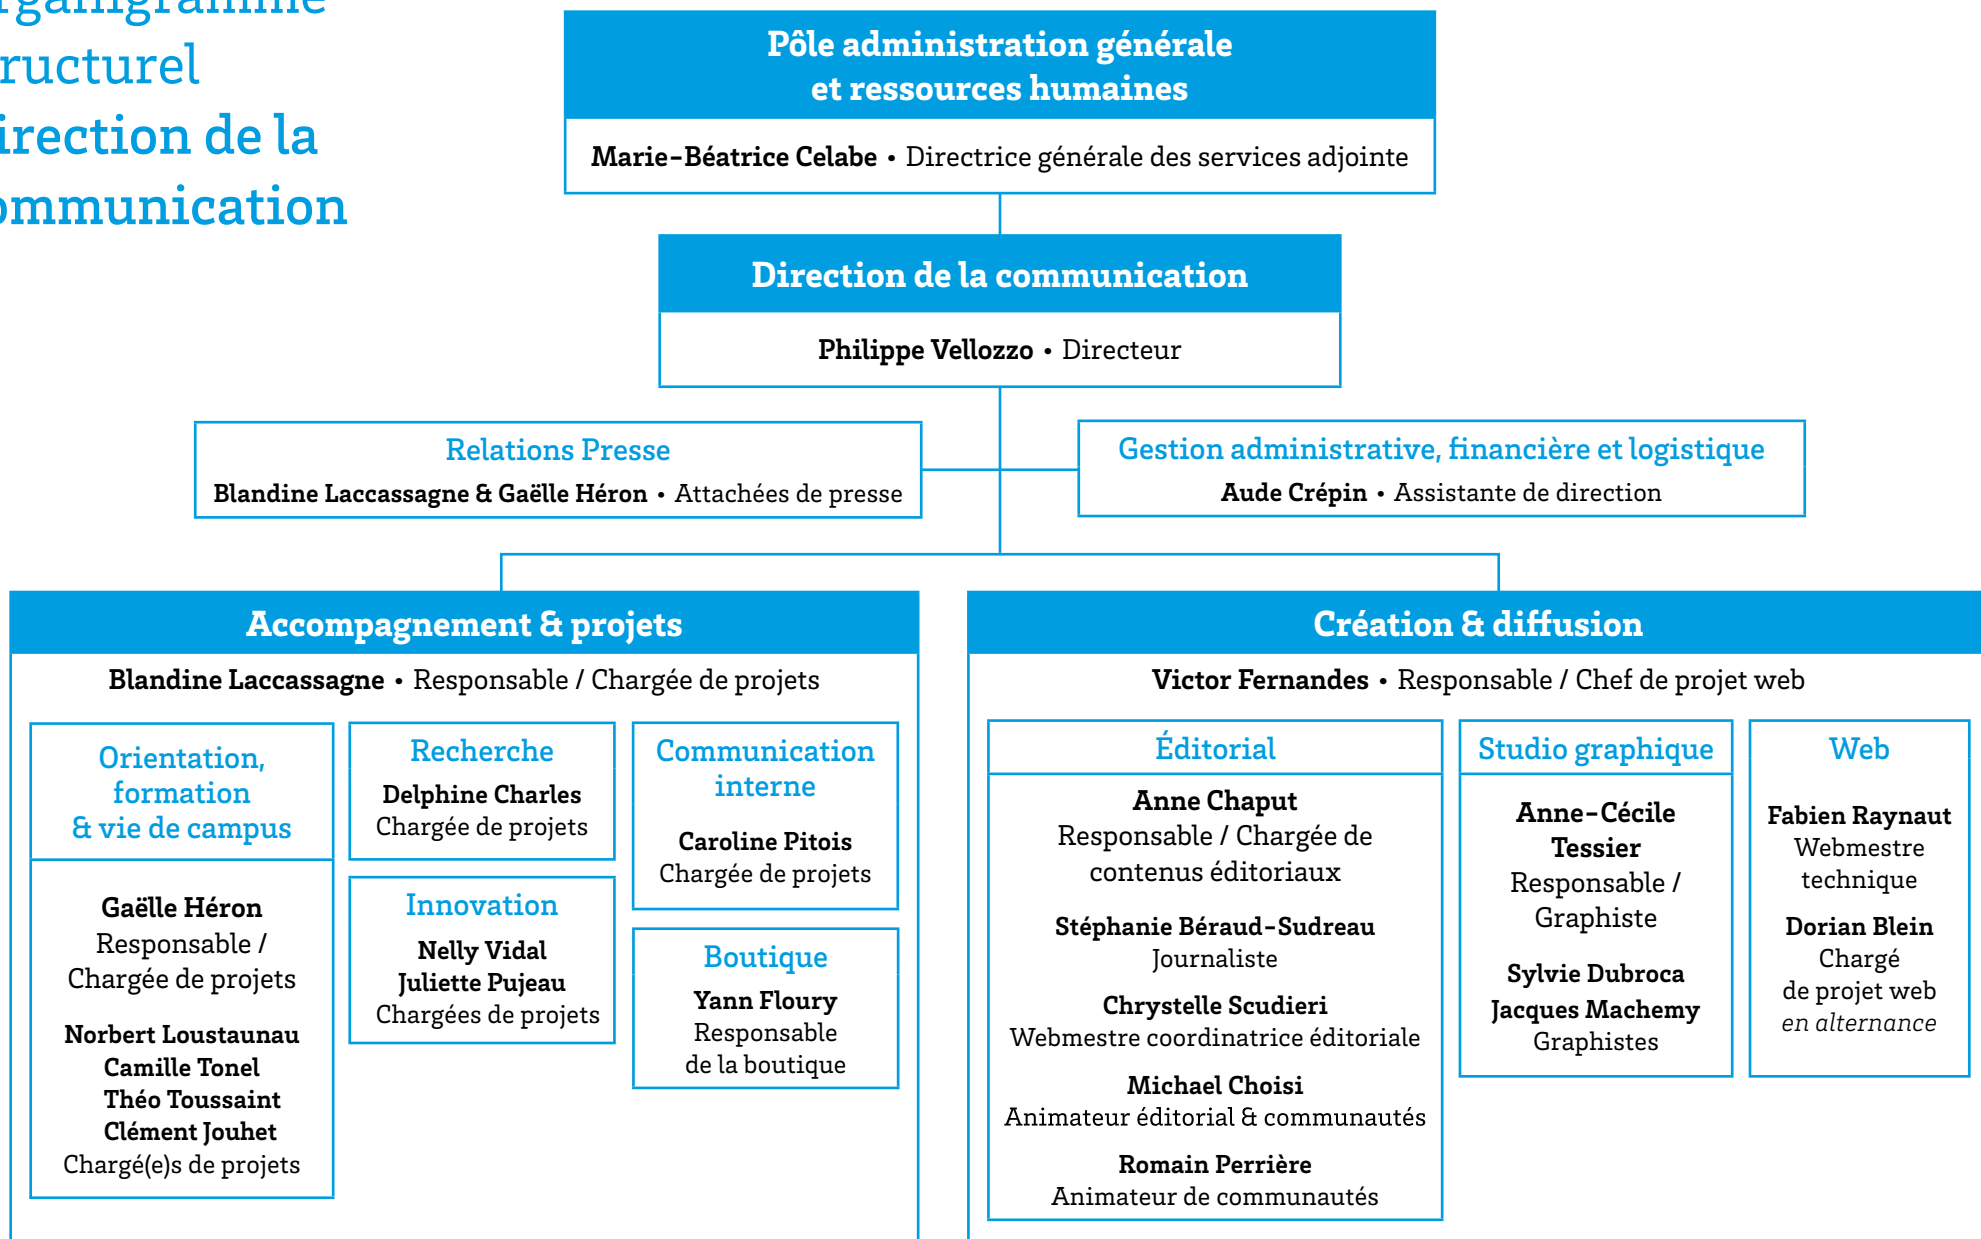 ganigramme
ructurel
irection de la
ommunication
Pôle administration générale
et ressources humaines
Marie-Béatrice Celabe • Directrice générale des services adjointe
Direction de la communication
Philippe Vellozzo • Directeur
Relations Presse
Blandine Laccassagne & Gaëlle Héron • Attachées de presse
Gestion administrative, financière et logistique
Aude Crépin • Assistante de direction
Accompagnement & projets
Blandine Laccassagne • Responsable / Chargée de projets
Orientation,
formation
& vie de campus
Gaëlle Héron
Responsable /
Chargée de projets
Norbert Loustaunau
Camille Tonel
Théo Toussaint
Clément Jouhet
Chargé(e)s de projets
Recherche
Delphine Charles
Chargée de projets
Innovation
Nelly Vidal
Juliette Pujeau
Chargées de projets
Communication
interne
Caroline Pitois
Chargée de projets
Boutique
Yann Floury
Responsable
de la boutique
Création & diffusion
Victor Fernandes • Responsable / Chef de projet web
Éditorial
Anne Chaput
Responsable / Chargée de
contenus éditoriaux
Stéphanie Béraud-Sudreau
Journaliste
Chrystelle Scudieri
Webmestre coordinatrice éditoriale
Michael Choisi
Animateur éditorial & communautés
Romain Perrière
Animateur de communautés
Studio graphique
Anne-Cécile
Tessier
Responsable /
Graphiste
Sylvie Dubroca
Jacques Machemy
Graphistes
Web
Fabien Raynaut
Webmestre
technique
Dorian Blein
Chargé
de projet web
en alternance